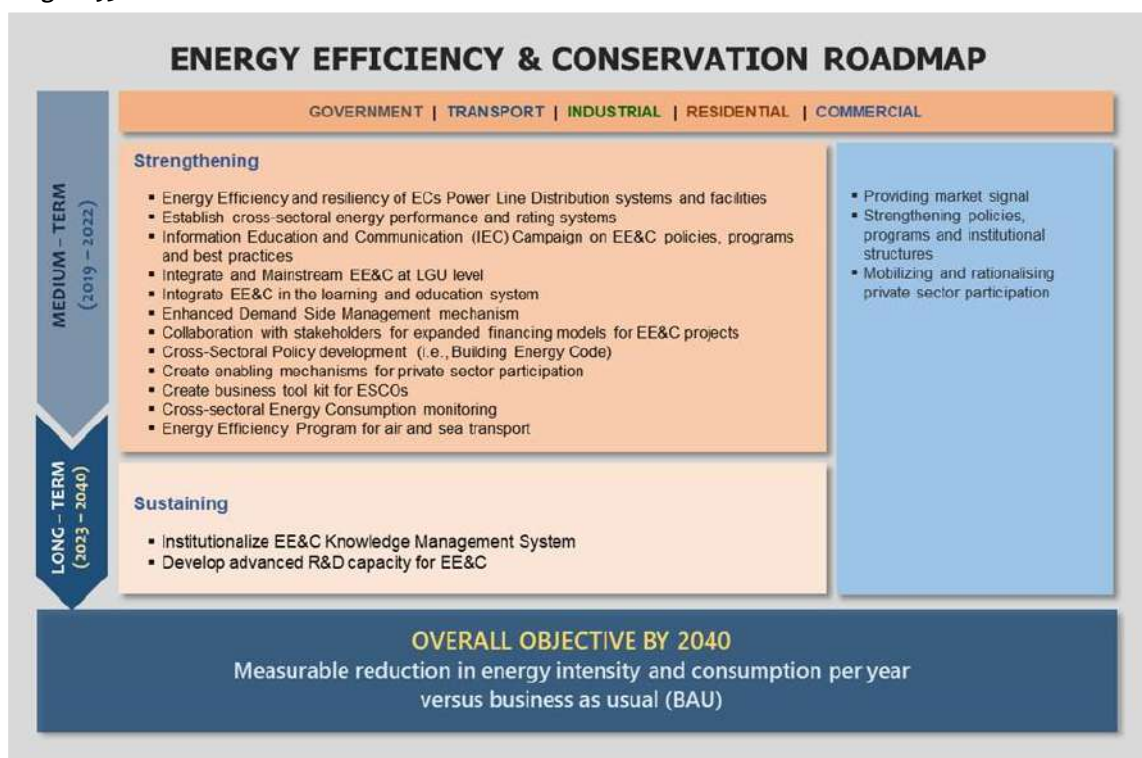 ENERGY EFFICIENCY & CONSERVATION ROADMAP
GOVERNMENT | TRANSPORT | INDUSTRIAL | RESIDENTIAL | COMMERCIAL
MEDIUM – TERM
(2019 – 2022)
Strengthening
▪ Energy Efficiency and resiliency of ECs Power Line Distribution systems and facilities
▪ Establish cross-sectoral energy performance and rating systems
▪ Information Education and Communication (IEC) Campaign on EE&C policies, programs
and best practices
▪ Integrate and Mainstream EE&C at LGU level
▪ Integrate EE&C in the learning and education system
▪ Enhanced Demand Side Management mechanism
▪ Collaboration with stakeholders for expanded financing models for EE&C projects
▪ Cross-Sectoral Policy development (i.e., Building Energy Code)
▪ Create enabling mechanisms for private sector participation
▪ Create business tool kit for ESCOs
▪ Cross-sectoral Energy Consumption monitoring
▪ Energy Efficiency Program for air and sea transport
▪ Providing market signal
▪ Strengthening policies,
programs and institutional
structures
▪ Mobilizing and rationalising
private sector participation
LONG – TERM
(2023 – 2040)
Sustaining
▪ Institutionalize EE&C Knowledge Management System
▪ Develop advanced R&D capacity for EE&C
OVERALL OBJECTIVE BY 2040
Measurable reduction in energy intensity and consumption per year
versus business as usual (BAU)